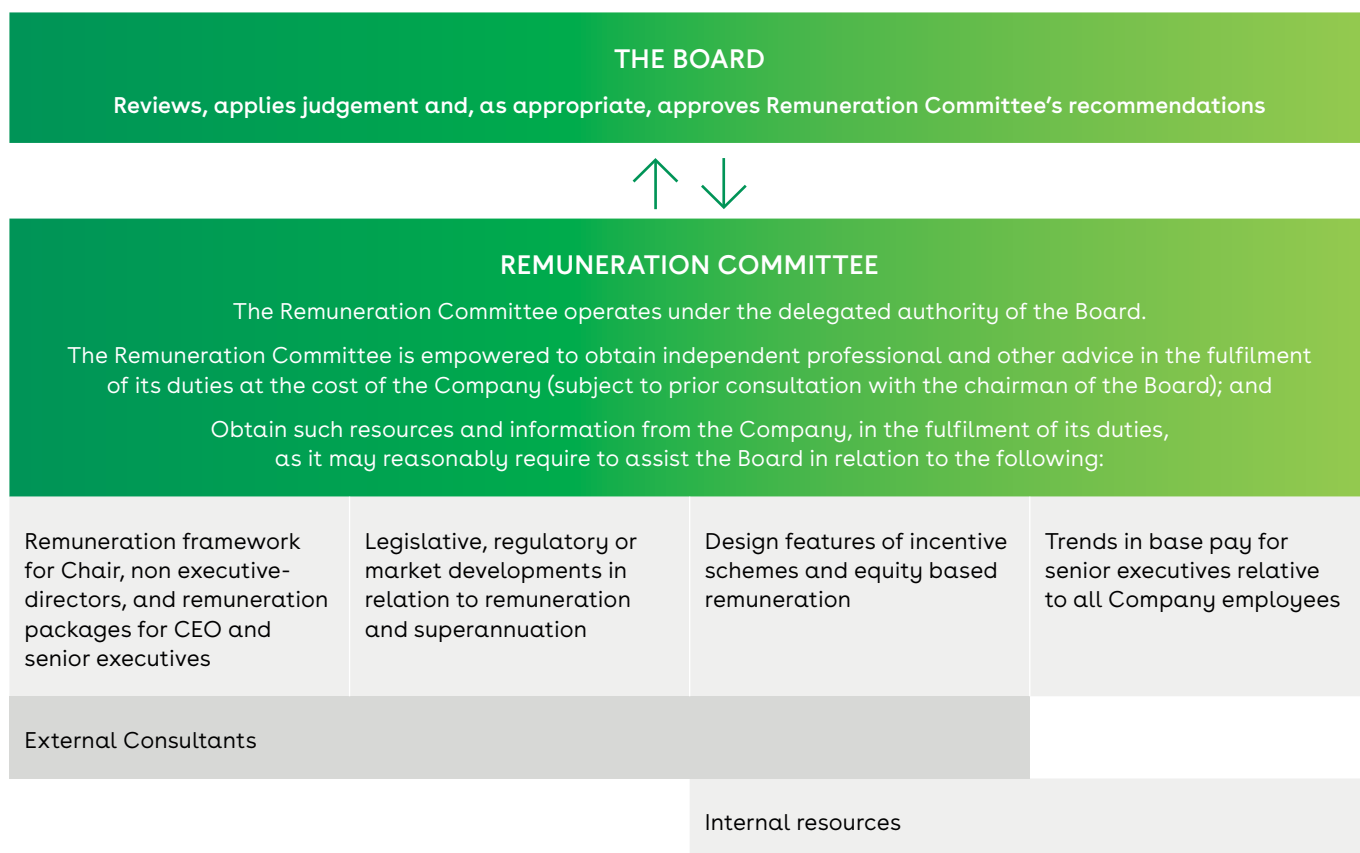 THE BOARD
Reviews, applies judgement and, as appropriate, approves Remuneration Committee’s recommendations
REMUNERATION COMMITTEE
The Remuneration Committee operates under the delegated authority of the Board.
The Remuneration Committee is empowered to obtain independent professional and other advice in the fulfilment
of its duties at the cost of the Company (subject to prior consultation with the chairman of the Board); and
Obtain such resources and information from the Company, in the fulfilment of its duties,
as it may reasonably require to assist the Board in relation to the following:
Remuneration framework
for Chair, non executive-
directors, and remuneration
packages for CEO and
senior executives
Legislative, regulatory or
market developments in
relation to remuneration
and superannuation
Design features of incentive
schemes and equity based
remuneration
Trends in base pay for
senior executives relative
to all Company employees
External Consultants
Internal resources